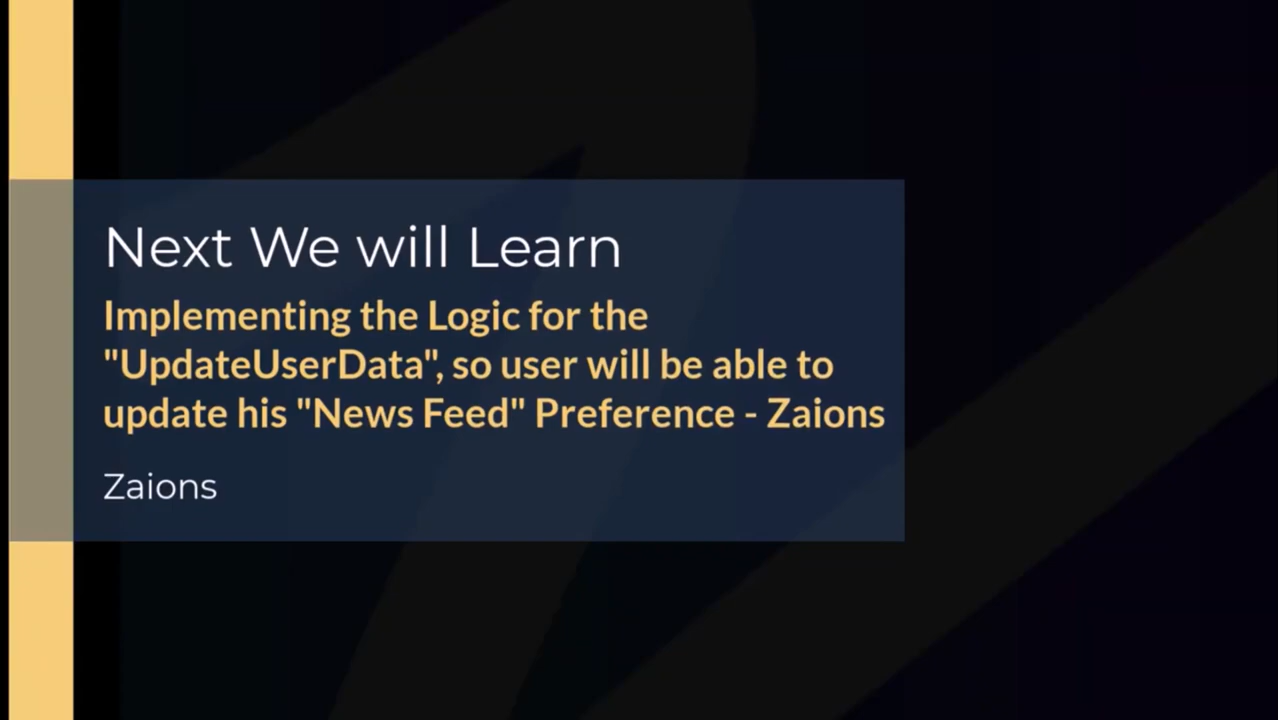 Next We will Learn
Implementing the Logic for the
"UpdateUserData", so user will be able to
update his "News Feed" Preference - Zaions
Zaions